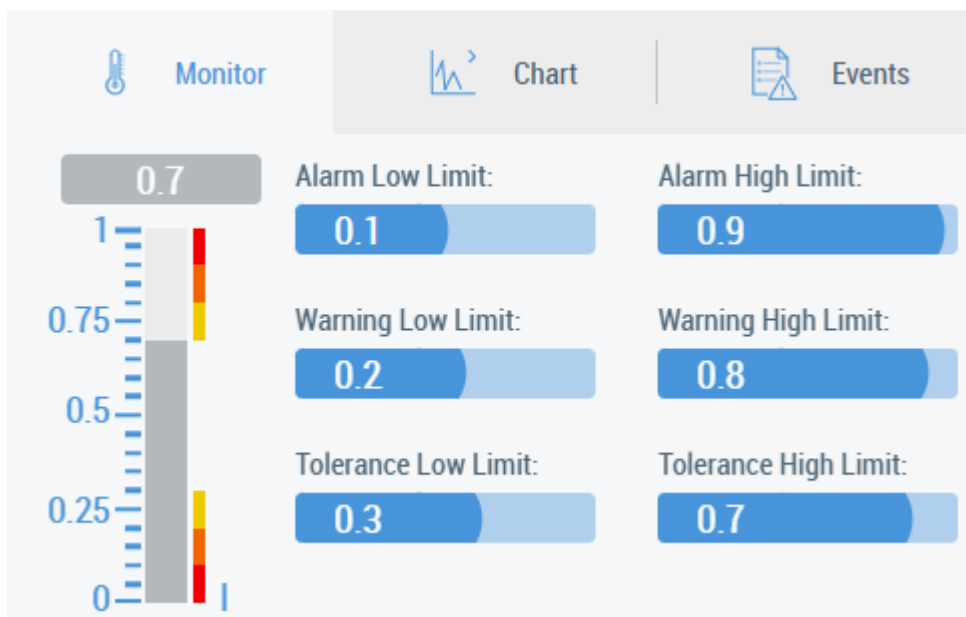 Monitor
Chart
Events
0.7
1
0.75
0.5
0.25
0
Alarm Low Limit:
0.1
Alarm High Limit:
0.9
Warning Low Limit:
0.2
Warning High Limit:
0.8
Tolerance Low Limit:
0.3
Tolerance High Limit:
0.7